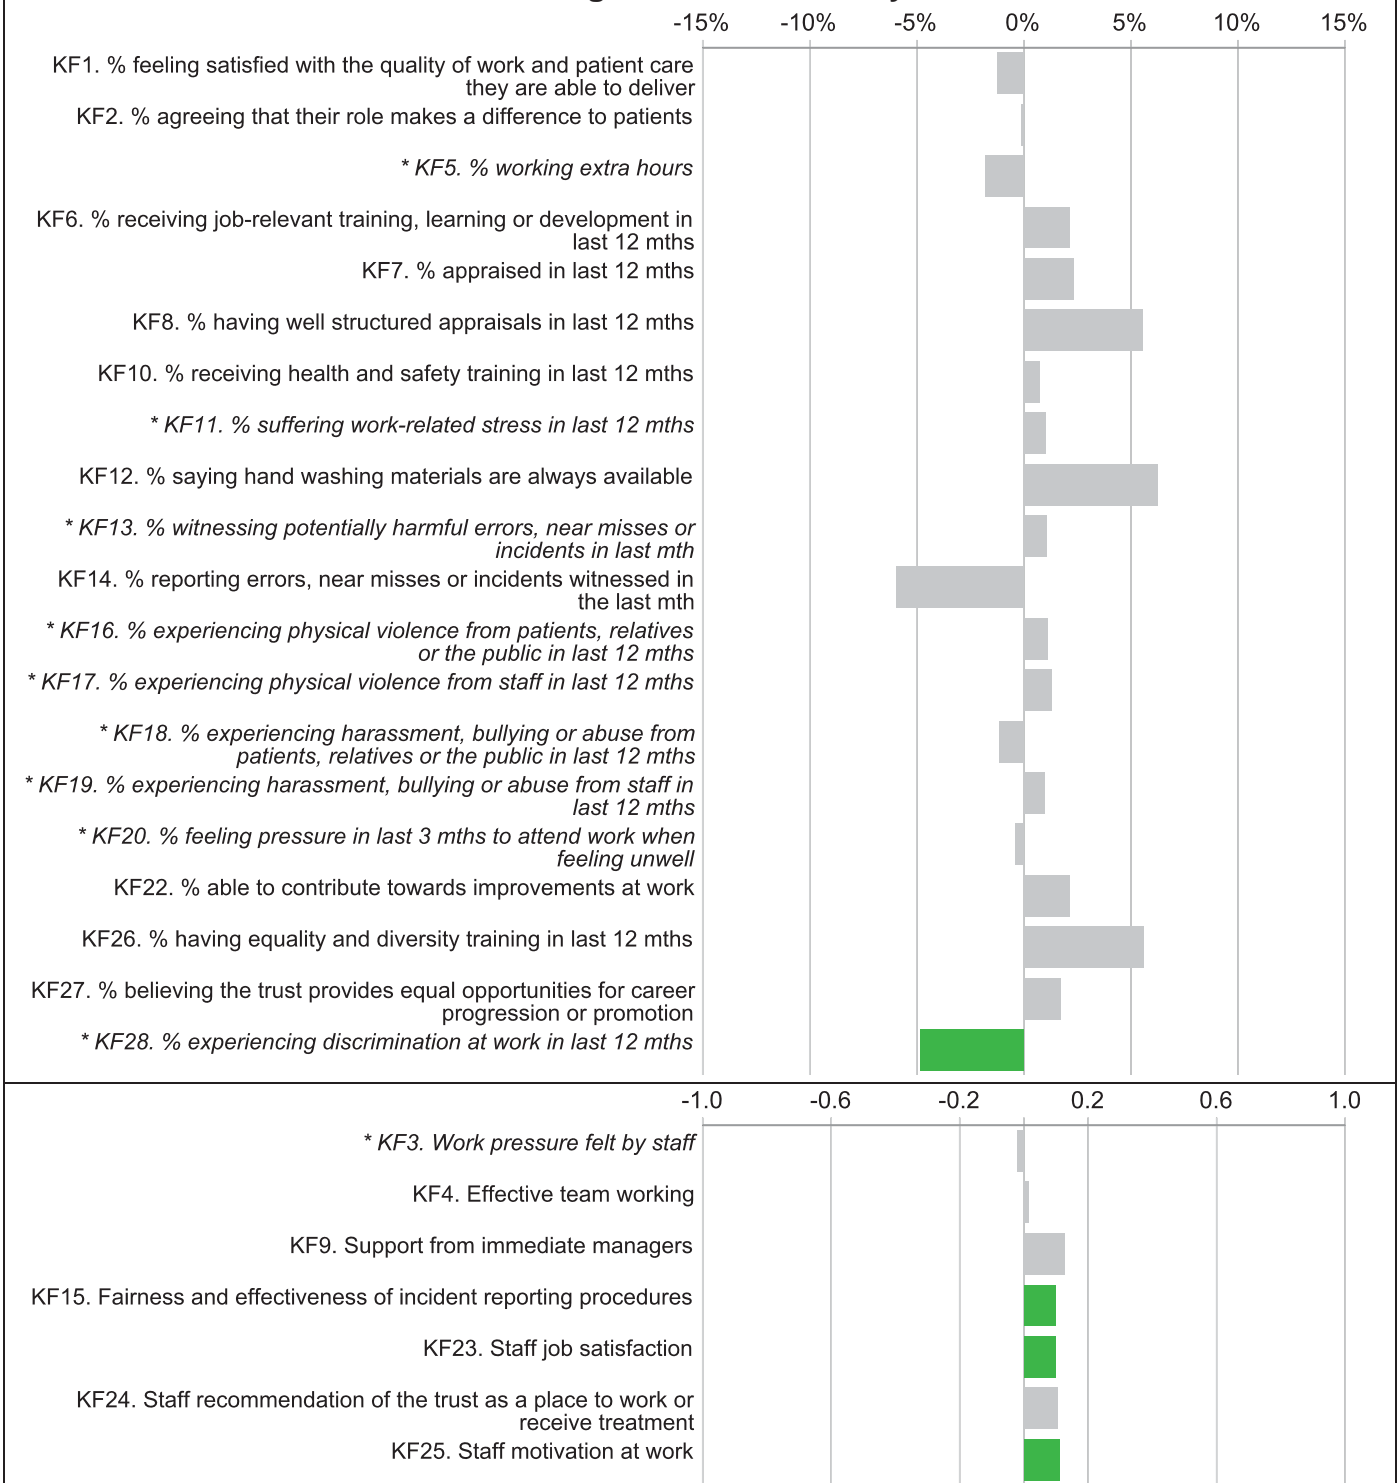 -15% -10% -5% 0% 5% 10% 15%
KF1. % feeling satisfied with the quality of work and patient care
they are able to deliver
KF2. % agreeing that their role makes a difference to patients
* KF5. % working extra hours
KF6. % receiving job-relevant training, learning or development in
last 12 mths
KF7. % appraised in last 12 mths
KF8. % having well structured appraisals in last 12 mths
KF10. % receiving health and safety training in last 12 mths
* KF11. % suffering work-related stress in last 12 mths
KF12. % saying hand washing materials are always available
* KF13. % witnessing potentially harmful errors, near misses or
incidents in last mth
KF14. % reporting errors, near misses or incidents witnessed in
the last mth
* KF16. % experiencing physical violence from patients, relatives
or the public in last 12 mths
* KF17. % experiencing physical violence from staff in last 12 mths
* KF18. % experiencing harassment, bullying or abuse from
patients, relatives or the public in last 12 mths
* KF19. % experiencing harassment, bullying or abuse from staff in
last 12 mths
* KF20. % feeling pressure in last 3 mths to attend work when
feeling unwell
KF22. % able to contribute towards improvements at work
KF26. % having equality and diversity training in last 12 mths
KF27. % believing the trust provides equal opportunities for career
progression or promotion
* KF28. % experiencing discrimination at work in last 12 mths
-1.0 -0.6 -0.2 0.2 0.6 1.0
* KF3. Work pressure felt by staff
KF4. Effective team working
KF9. Support from immediate managers
KF15. Fairness and effectiveness of incident reporting procedures
KF23. Staff job satisfaction
KF24. Staff recommendation of the trust as a place to work or
receive treatment
KF25. Staff motivation at work